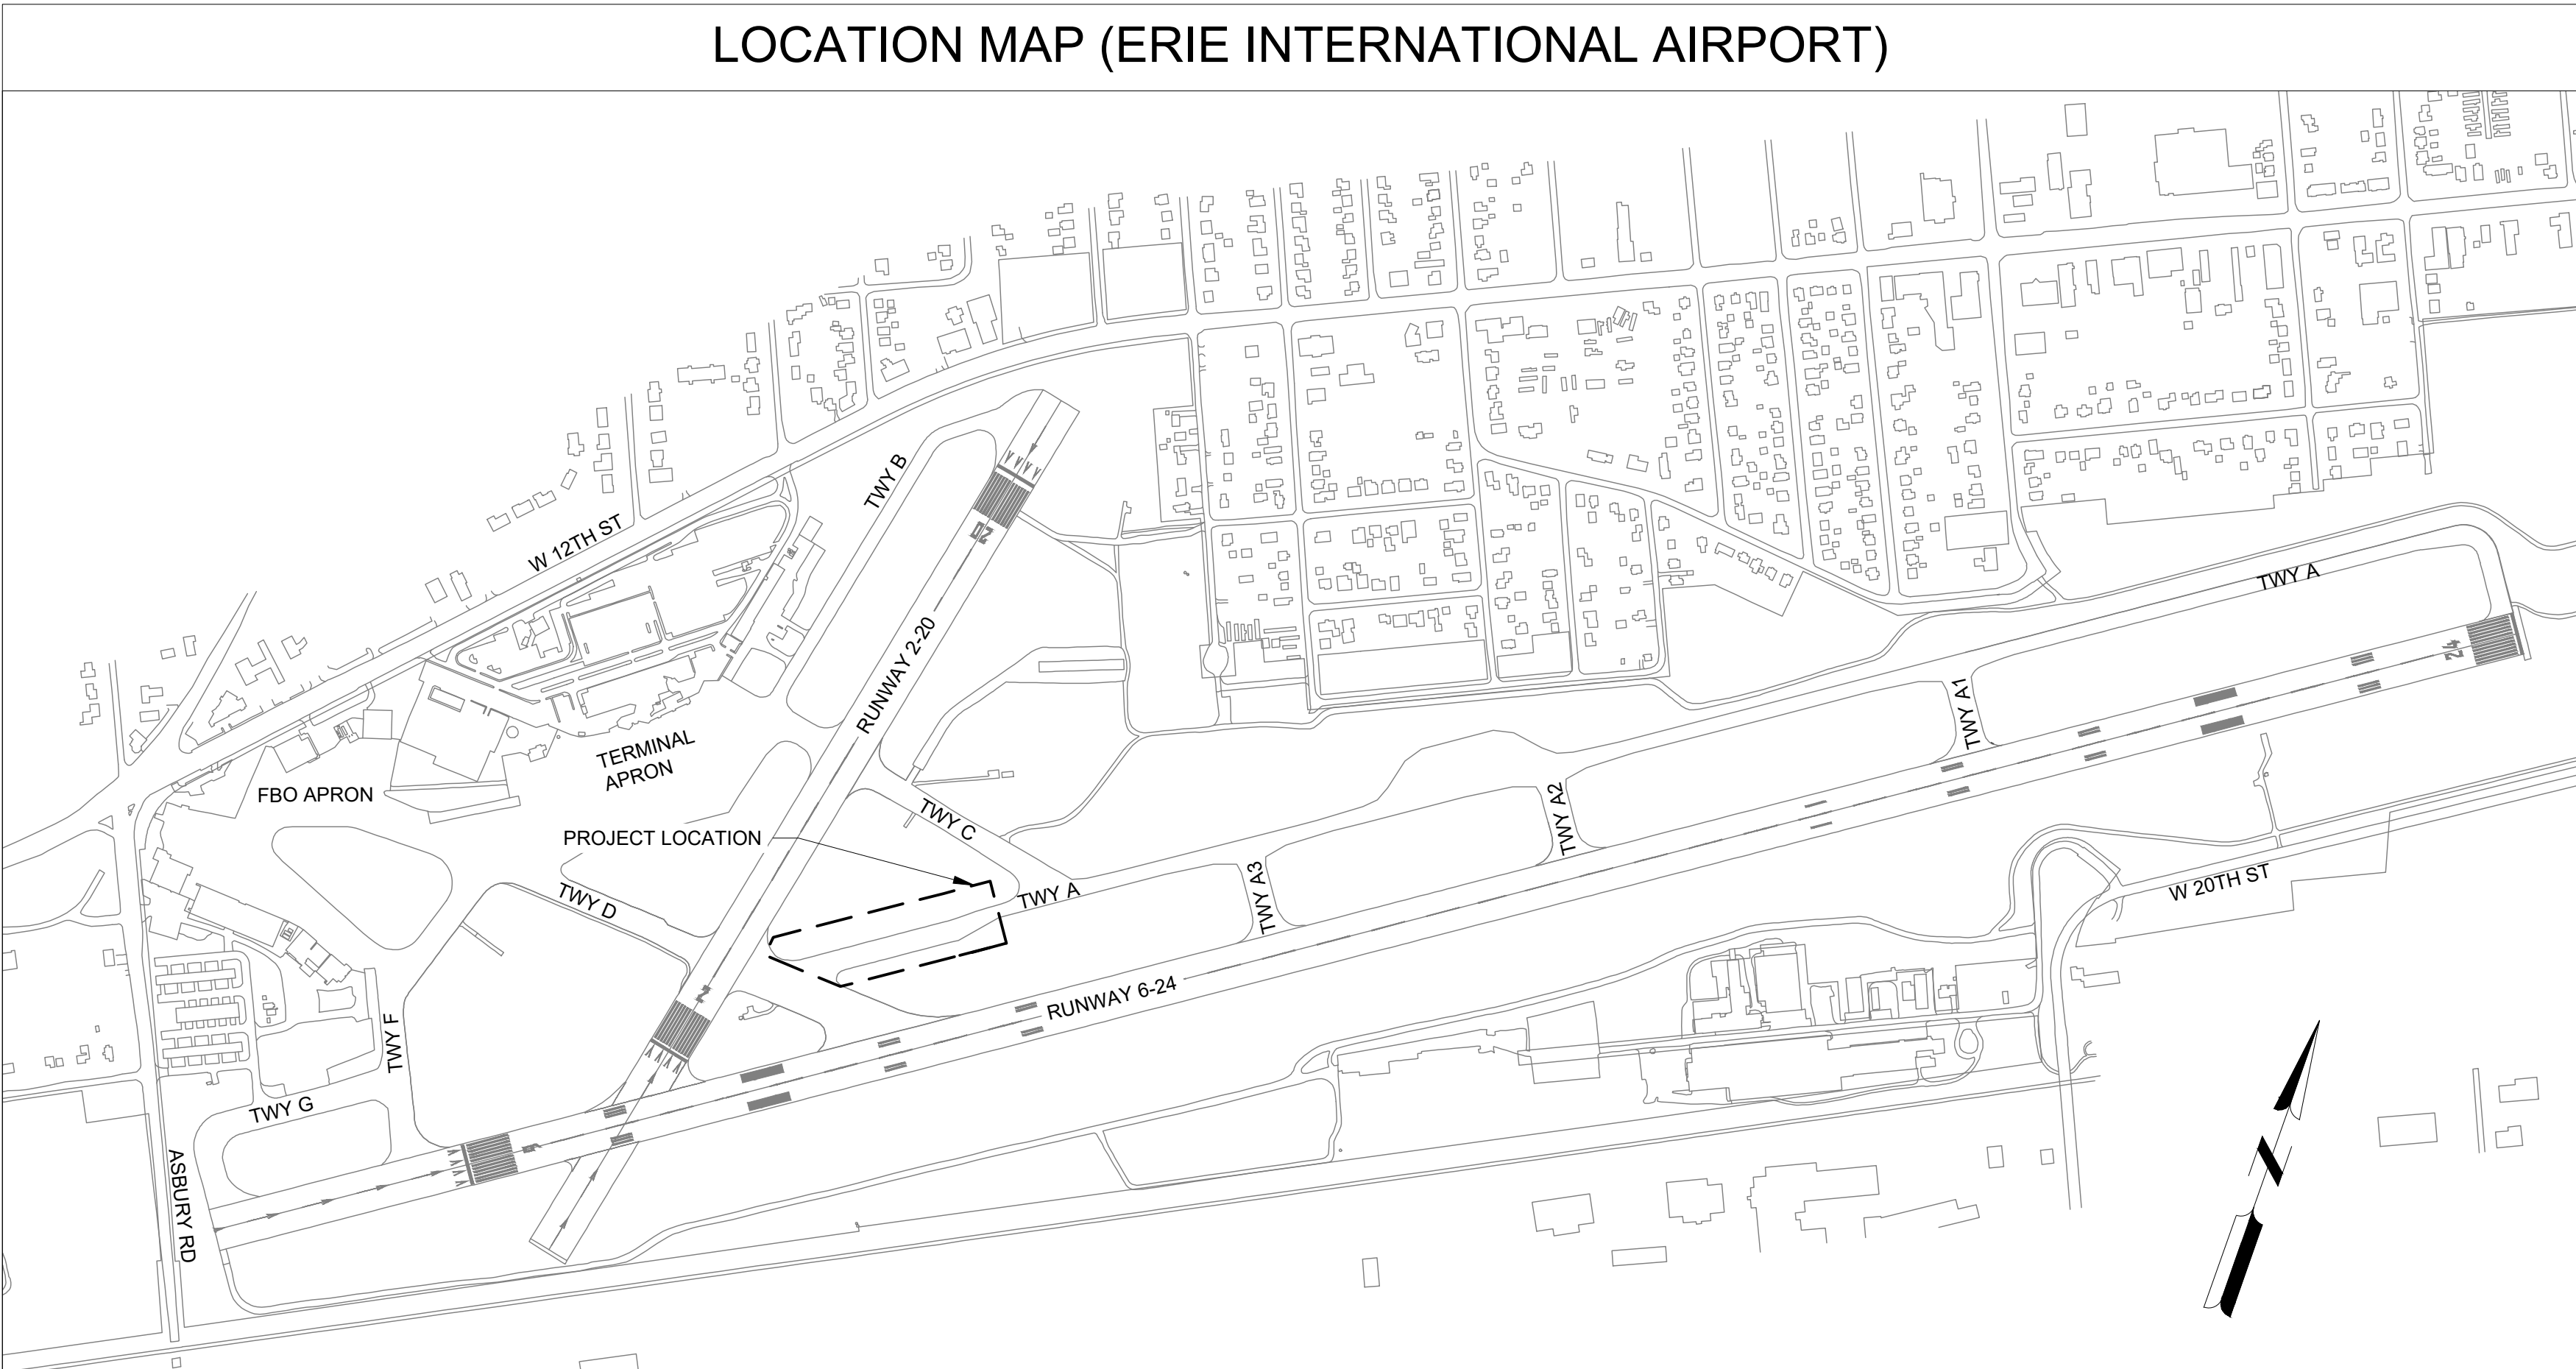 LOCATION MAP (ERIE INTERNATIONAL AIRPORT)
W 12TH ST
TWY B
20
RUNWAY 2-20
TERMINAL
APRON
FBO APRON
PROJECT LOCATION
TWY C
TWY D
TWY A
TWY A3
TWY A2
TWY A1
TWY A
24
W 20TH ST
RUNWAY 6-24
2
TWY F
TWY G
6
ASBURY RD
N